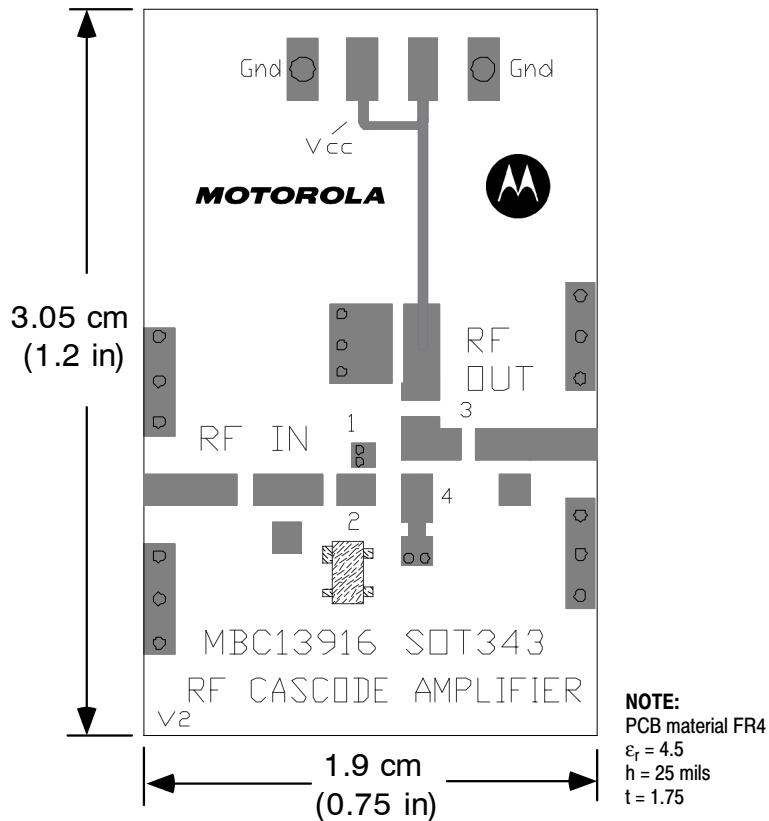 Gnd
Gnd
Vcc
MOTOROLA
3.05 cm
(1.2 in)
RF
OUT
3
1
RF IN
4
2
MBC13916 SOT343
RF CASCODE AMPLIFIER
V2
1.9 cm
(0.75 in)
NOTE:
PCB material FR4
εr = 4.5
h = 25 mils
t = 1.75